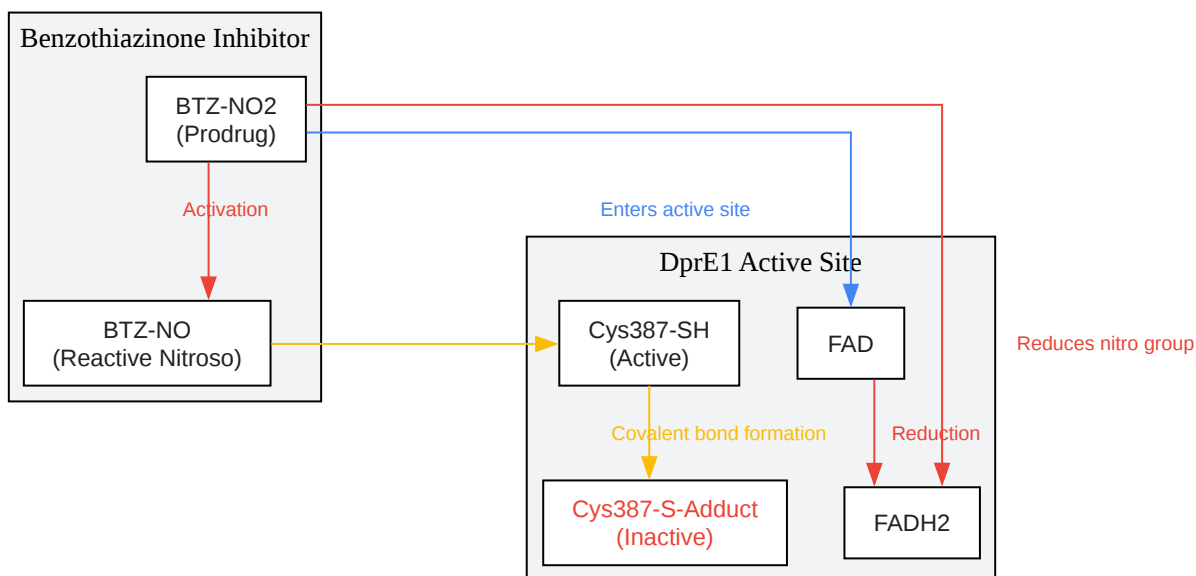 Benzothiazinone Inhibitor
BTZ-NO2
(Prodrug)
Activation
Enters active site
DprE1 Active Site
BTZ-NO
(Reactive Nitroso)
Cys387-SH
(Active)
FAD
Reduces nitro group
Covalent bond formation
Reduction
Cys387-S-Adduct
(Inactive)
FADH2